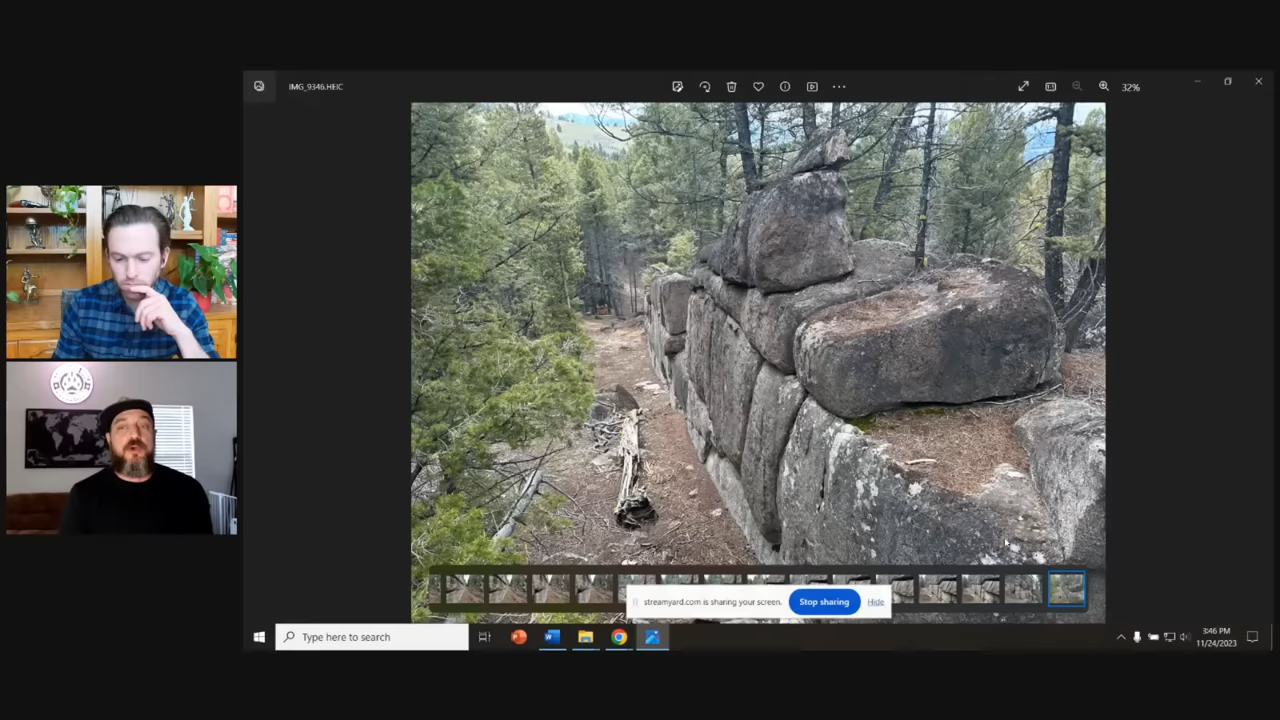 IMG_9346.HEIC
32%
streamyard.com is sharing your screen.
Stop sharing
Hide
Type here to search
3:46 PM
11/24/2023